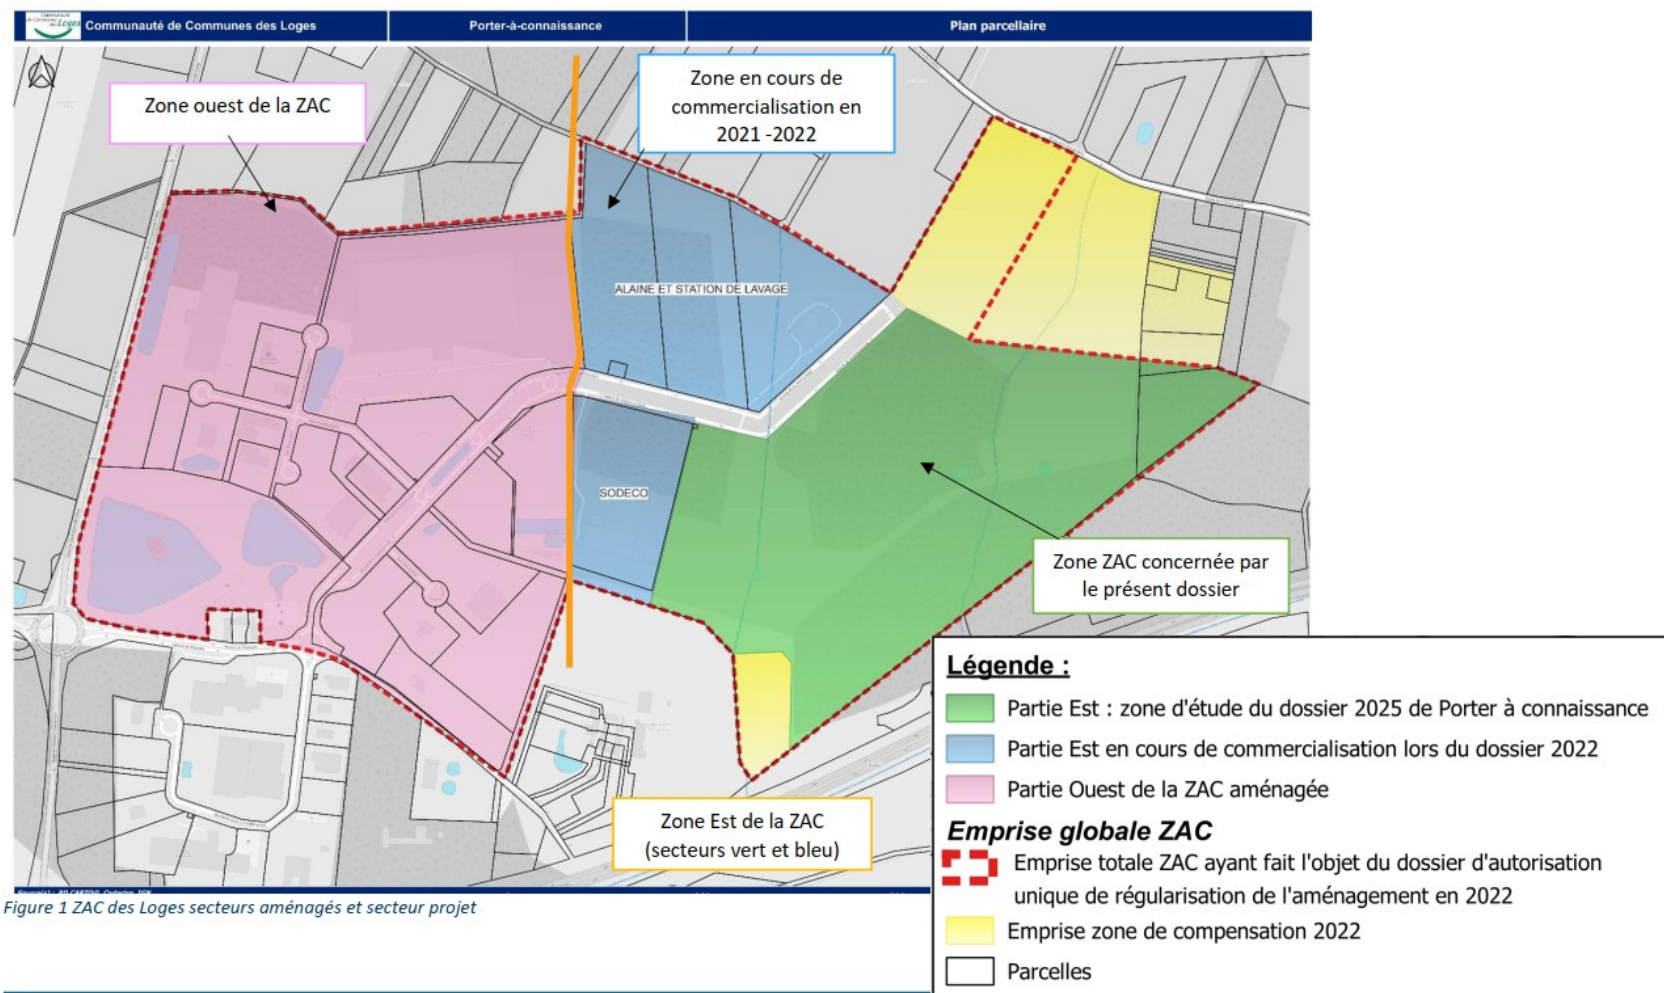 Communauté de Communes des Loges
Porter-à-connaissance
Plan parcellaire
Zone ouest de la ZAC
Zone en cours de
commercialisation en
2021 -2022
ALAINE ET STATION DE LAVAGE
SODECO
Zone ZAC concernée par
le présent dossier
Zone Est de la ZAC
(secteurs vert et bleu)
Légende :
Partie Est : zone d'étude du dossier 2025 de Porter à connaissance
Partie Est en cours de commercialisation lors du dossier 2022
Partie Ouest de la ZAC aménagée
Emprise globale ZAC
Emprise totale ZAC ayant fait l'objet du dossier d'autorisation
unique de régularisation de l'aménagement en 2022
Emprise zone de compensation 2022
Parcelles
Figure 1 ZAC des Loges secteurs aménagés et secteur projet